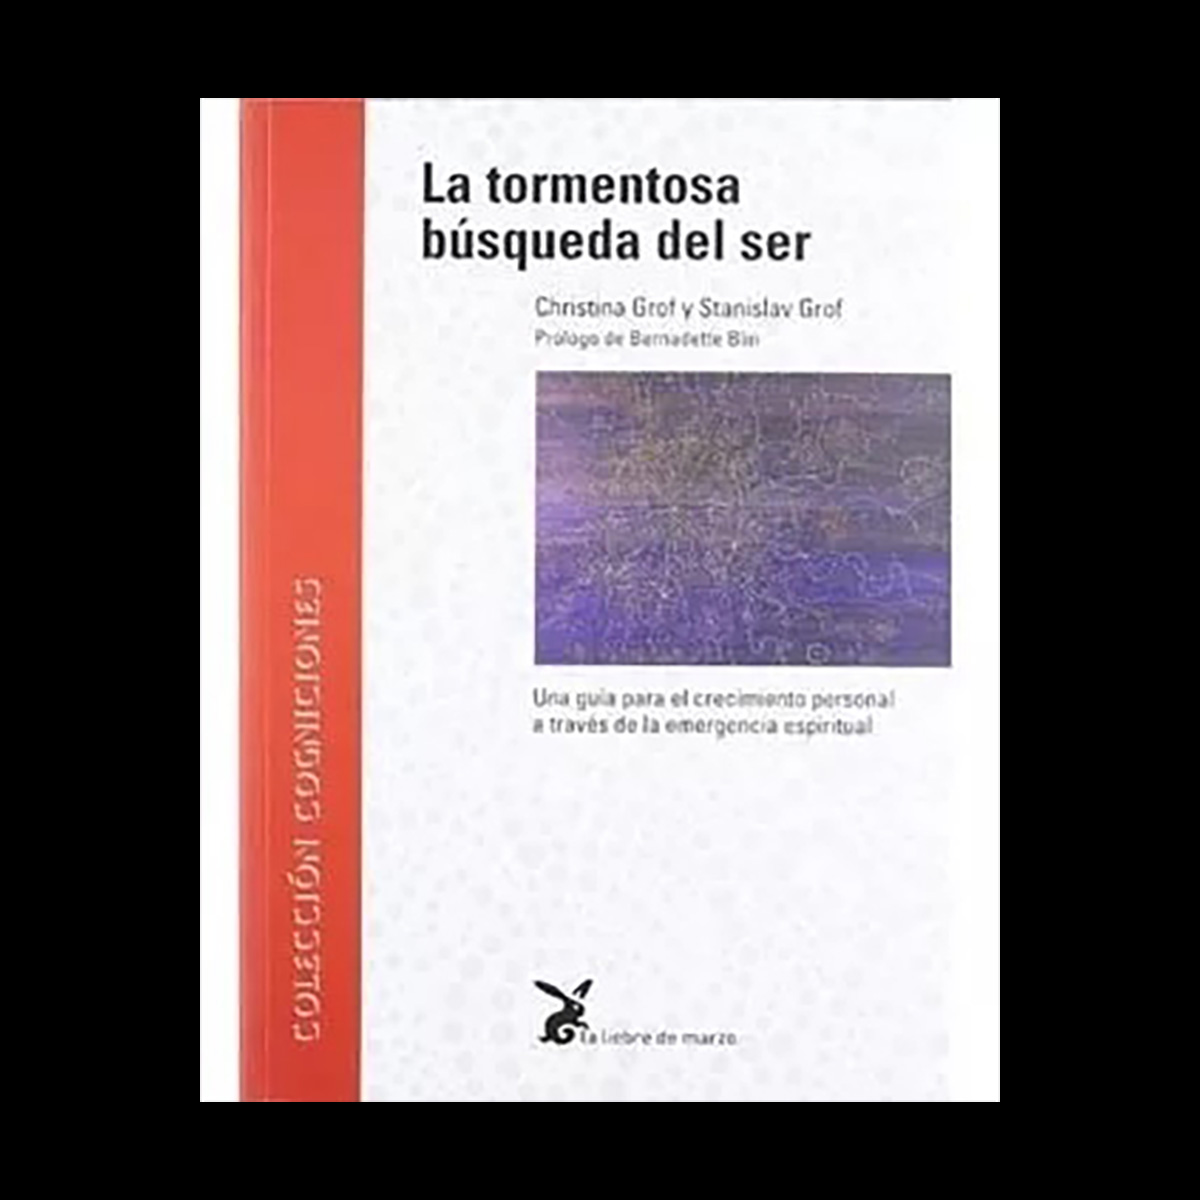 La tormentosa
búsqueda del ser
Christina Grof y Stanislav Grof
Prólogo de Bernadette Blin
Una guía para el crecimiento personal
a través de la emergencia espiritual
COLECCIÓN COGNICIONES
la liebre de marzo